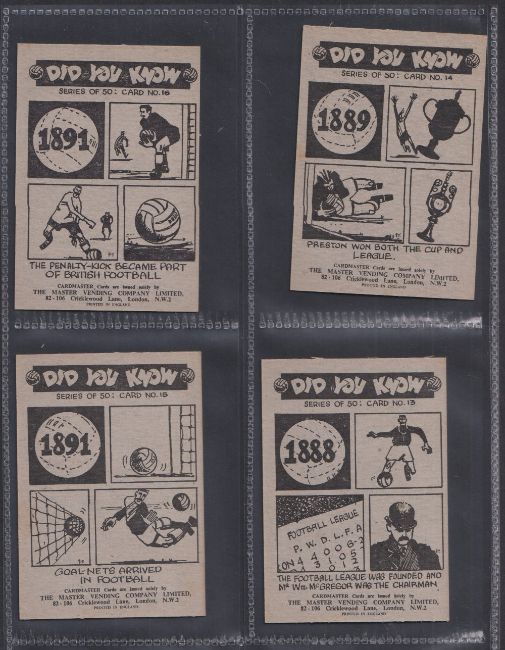 DID YOU KNOW
SERIES OF 50: CARD NO. 16
1891
THE PENALTY-KICK BECAME PART
OF BRITISH FOOTBALL
CARDMASTER Cards are issued solely by
THE MASTER VENDING COMPANY LIMITED,
82-106 Cricklewood Lane, London, N.W.2
PRINTED IN ENGLAND
DID YOU KNOW
SERIES OF 50: CARD NO. 14
1889
PRESTON WON BOTH THE CUP AND
LEAGUE.
CARDMASTER Cards are issued solely by
THE MASTER VENDING COMPANY LIMITED,
82-106 Cricklewood Lane, London, N.W.2
PRINTED IN ENGLAND
DID YOU KNOW
SERIES OF 50: CARD NO. 15
1891
GOAL-NETS ARRIVED
IN FOOTBALL
CARDMASTER Cards are issued solely by
THE MASTER VENDING COMPANY LIMITED,
82-106 Cricklewood Lane, London, N.W.2
PRINTED IN ENGLAND
DID YOU KNOW
SERIES OF 50: CARD NO. 13
1888
FOOTBALL LEAGUE
P. W. D. L. F. A
THE FOOTBALL LEAGUE WAS FOUNDED AND
Mr Wm McGREGOR WAS THE CHAIRMAN
CARDMASTER Cards are issued solely by
THE MASTER VENDING COMPANY LIMITED,
82-106 Cricklewood Lane, London, N.W.2
PRINTED IN ENGLAND